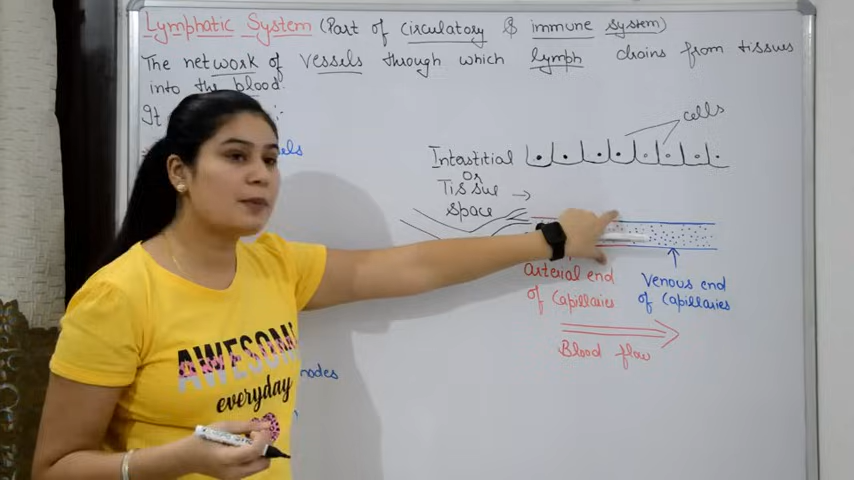 Lymphatic System (Part of circulatory & immune system)
The network of vessels through which lymph drains from tissues
into the blood.
It
els
nodes
cells
Interstitial
or
Tissue
space
Arterial end
of Capillaries
Venous end
of Capillaries
Blood flow
AWESOME
everyday